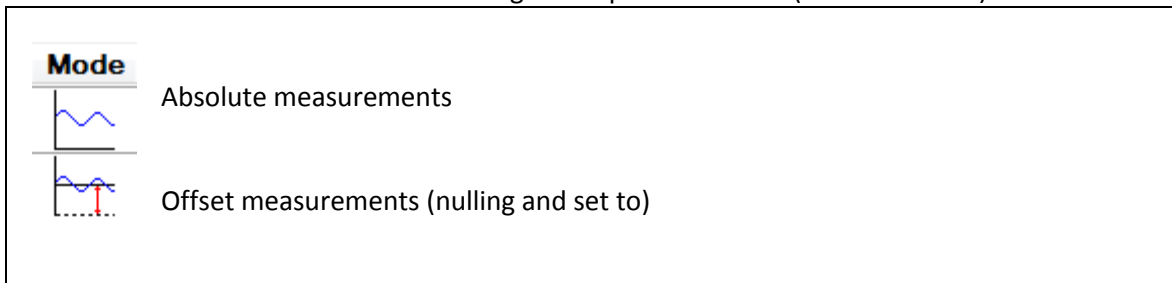 Mode
Absolute measurements
Offset measurements (nulling and set to)